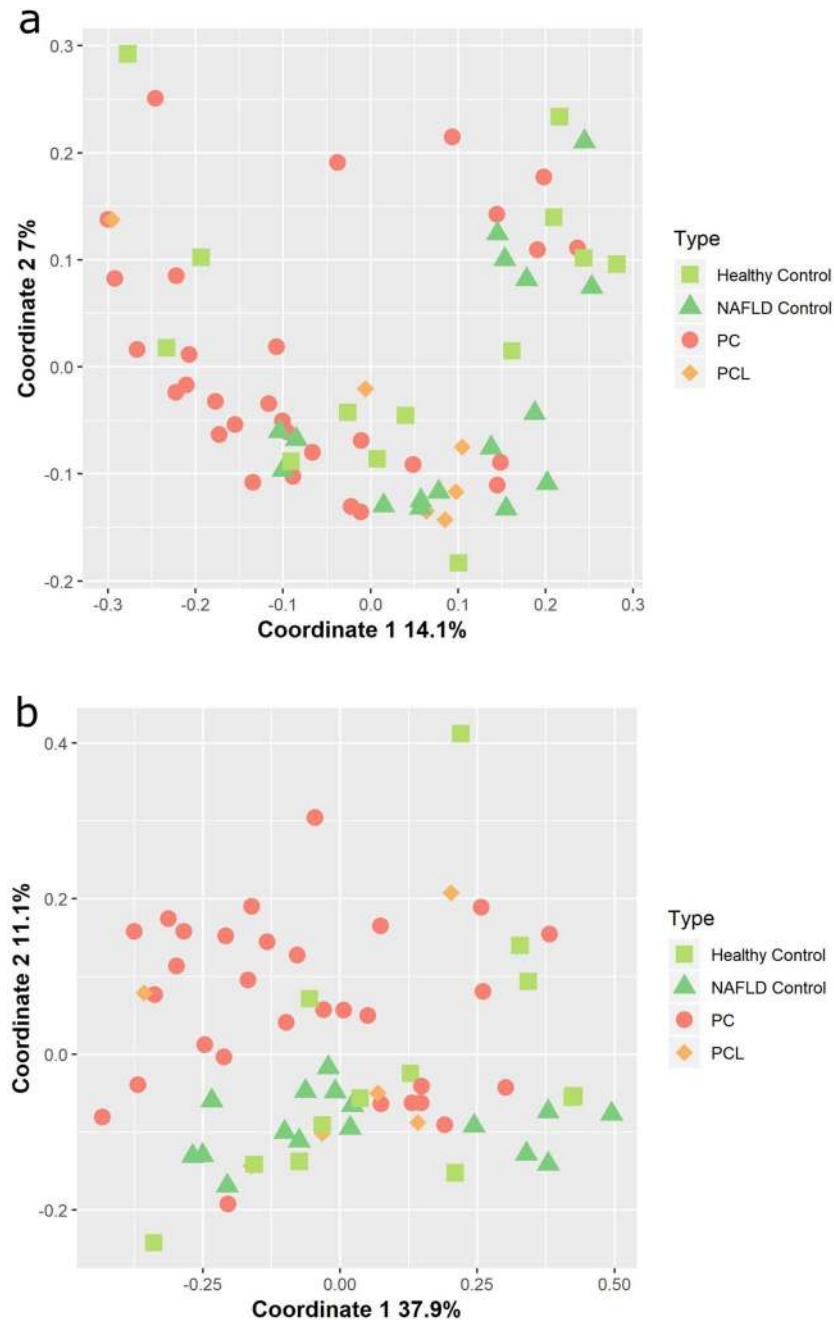 a
0.3
0.2
0.1
0.0
-0.1
-0.2
Coordinate 2 7%
-0.3
-0.2
-0.1
0.0
0.1
0.2
0.3
Coordinate 1 14.1%
Type
Healthy Control
NAFLD Control
PC
PCL
b
0.4
0.2
0.0
-0.2
Coordinate 2 11.1%
-0.25
0.00
0.25
0.50
Coordinate 1 37.9%
Type
Healthy Control
NAFLD Control
PC
PCL